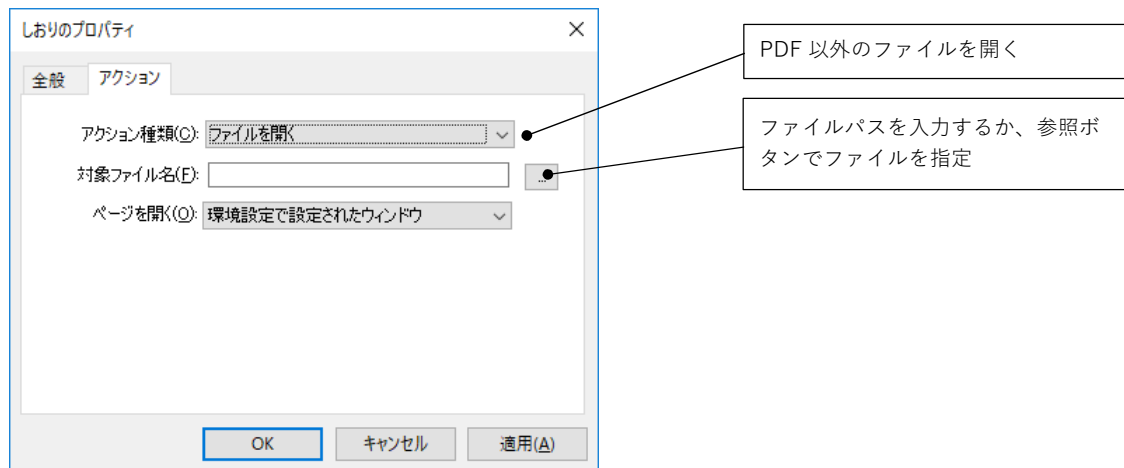 しおりのプロパティ
全般
アクション
アクション種類(C): ファイルを開く
対象ファイル名(F):
...
ページを開く(O): 環境設定で設定されたウィンドウ
OK
キャンセル
適用(A)
PDF 以外のファイルを開く
ファイルパスを入力するか、参照ボ
タンでファイルを指定